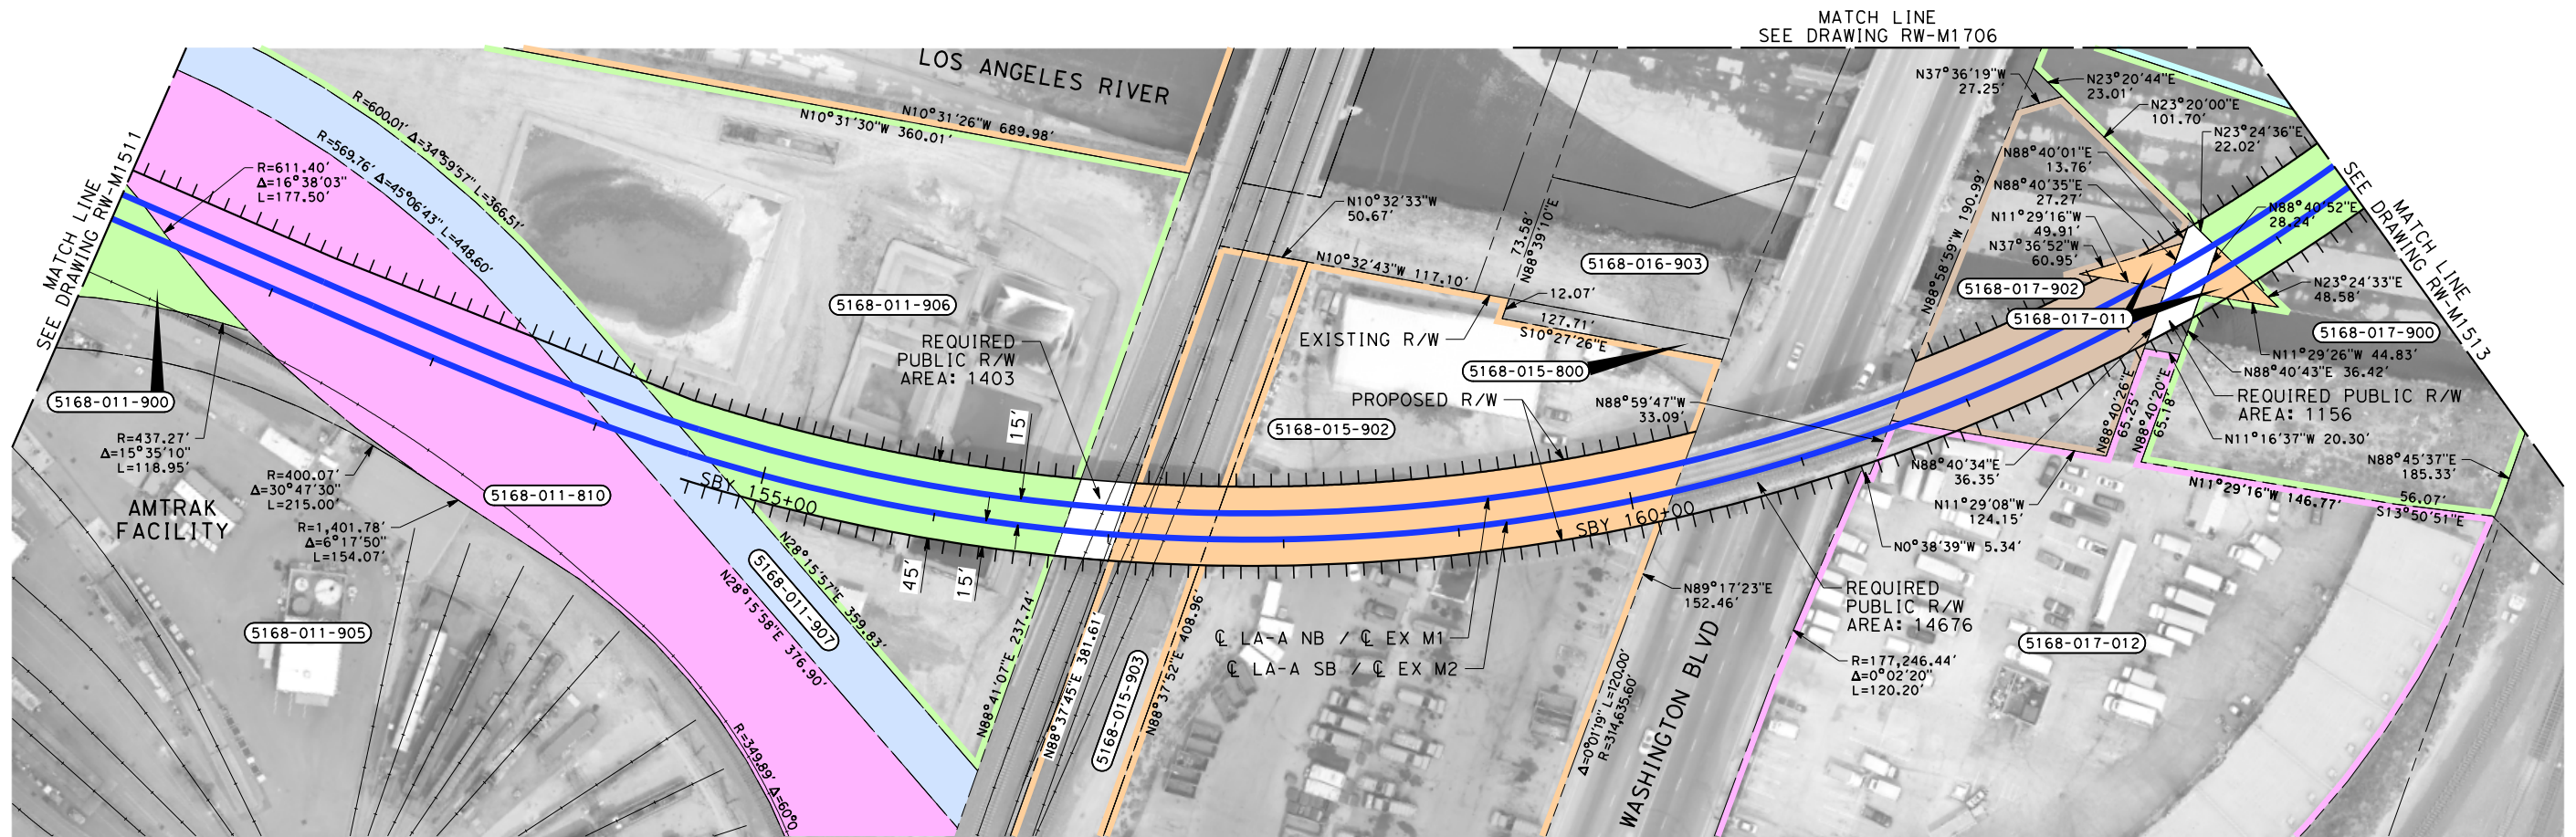 MATCH LINE
SEE DRAWING RW-M1706
LOS ANGELES RIVER
N10°31'26"W 689.98'
N10°31'30"W 360.01'
R=600.01' Δ=34°59'57" L=366.51'
R=569.76' Δ=45°06'43" L=448.60'
MATCH LINE
SEE DRAWING RW-M1511
R=611.40'
Δ=16°38'03"
L=177.50'
5168-011-900
R=437.27'
Δ=15°35'10"
L=118.95'
AMTRAK
FACILITY
R=400.07'
Δ=30°47'30"
L=215.00'
R=1,401.78'
Δ=6°17'50"
L=154.07'
5168-011-810
5168-011-905
R=349.89' Δ=60°0
SBY 155+00
5168-011-907
N28°15'57"E 359.83'
N28°15'58"E 376.90'
5168-011-906
REQUIRED
PUBLIC R/W
AREA: 1403
15'
45'
15'
N88°41'07"E 237.74'
N88°37'45"E 381.61'
5168-015-903
N88°37'52"E 408.96'
N10°32'33"W
50.67'
N10°32'43"W 117.10'
73.58'
N88°39'10"E
5168-016-903
12.07'
127.71'
S10°27'26"E
EXISTING R/W
5168-015-800
PROPOSED R/W
5168-015-902
N88°59'47"W
33.09'
SBY 160+00
℄ LA-A NB / ℄ EX M1
℄ LA-A SB / ℄ EX M2
N89°17'23"E
152.46'
Δ=0°01'19" L=120.00'
R=314,635.60'
WASHINGTON BLVD
N37°36'19"W
27.25'
N23°20'44"E
23.01'
N23°20'00"E
101.70'
N23°24'36"E
22.02'
N88°40'01"E
13.76'
N88°40'35"E
27.27'
N11°29'16"W
49.91'
N37°36'52"W
60.95'
N88°40'52"E
28.24'
N88°58'59"W 190.99'
5168-017-902
5168-017-011
N23°24'33"E
48.58'
5168-017-900
MATCH LINE
SEE DRAWING RW-M1513
N11°29'26"W 44.83'
N88°40'43"E 36.42'
REQUIRED PUBLIC R/W
AREA: 1156
N11°16'37"W 20.30'
N88°40'26"E
65.25'
N88°40'20"E
65.18'
N88°40'34"E
36.35'
N11°29'08"W
124.15'
N0°38'39"W 5.34'
N88°45'37"E
185.33'
N11°29'16"W 146.77'
56.07'
S13°50'51"E
REQUIRED
PUBLIC R/W
AREA: 14676
5168-017-012
R=177,246.44'
Δ=0°02'20"
L=120.20'